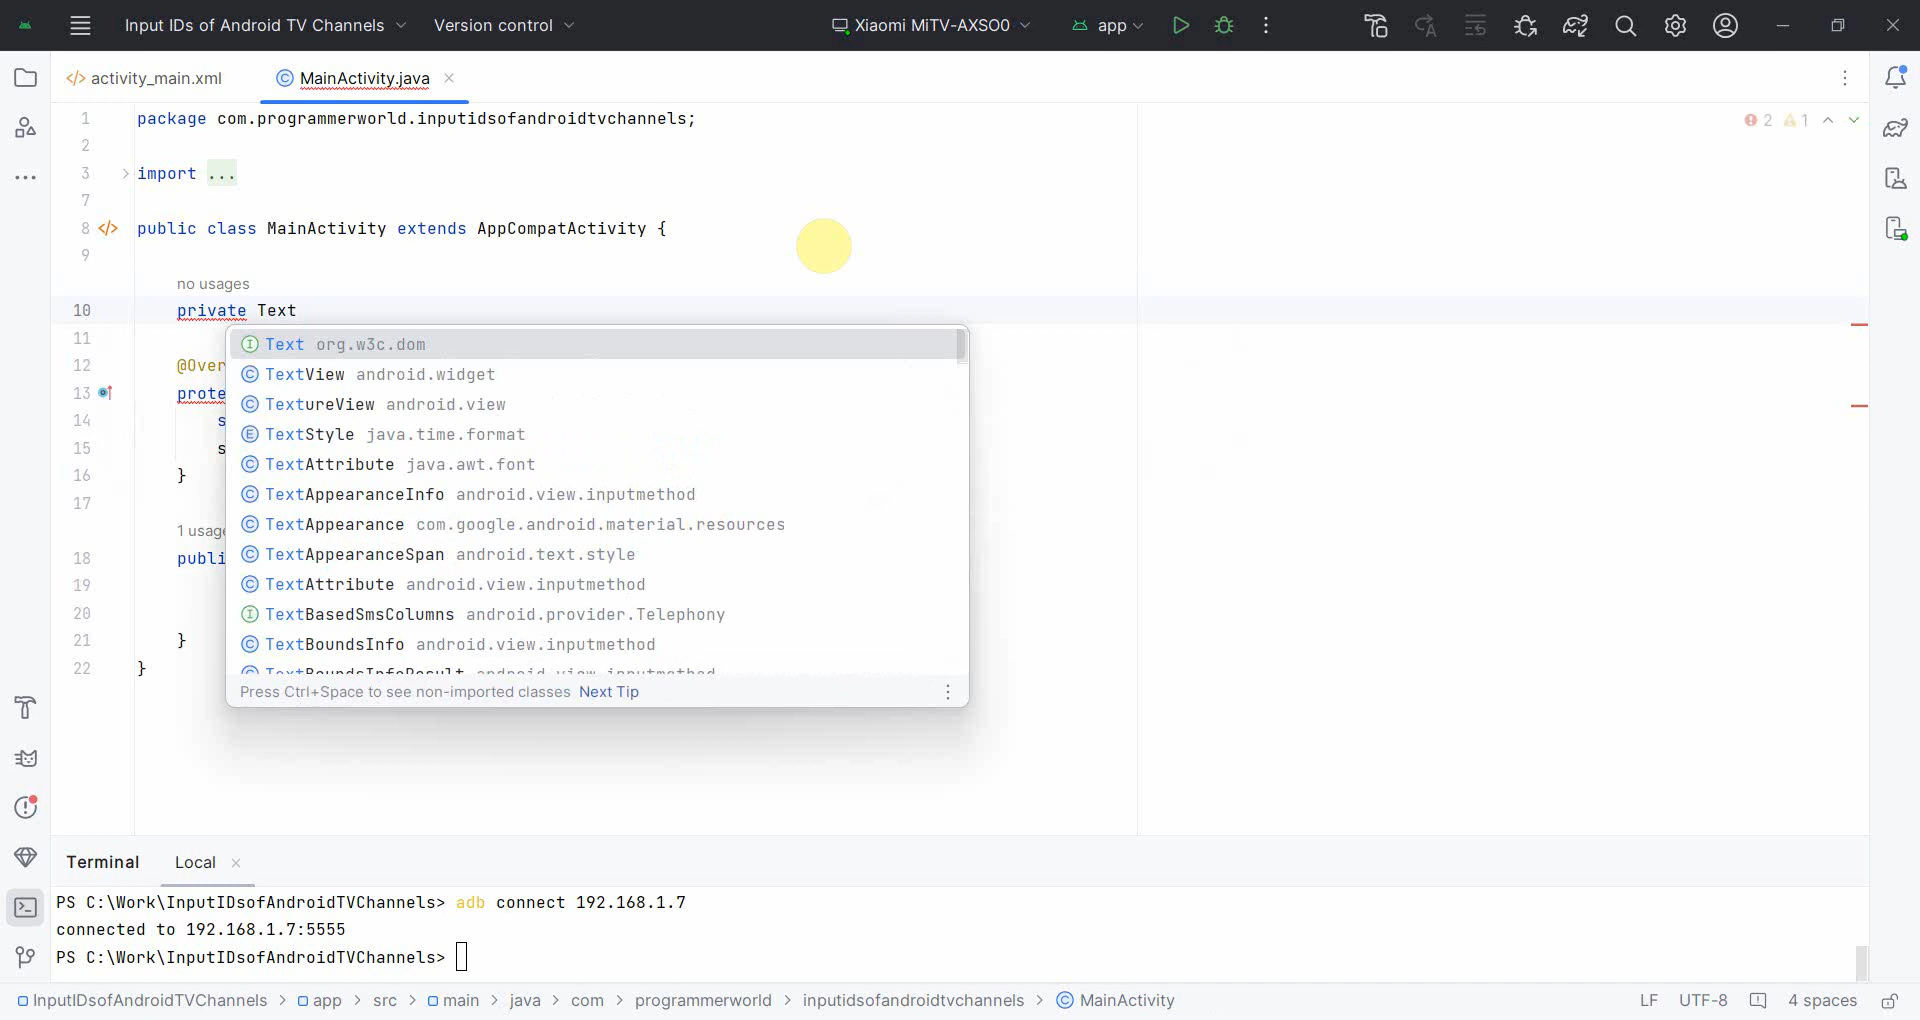 Input IDs of Android TV Channels Version control Xiaomi MiTV-AXSO0 app
activity_main.xml MainActivity.java
1 package com.programmerworld.inputidsofandroidtvchannels; 2 1
2
3 import ...
7
8 public class MainActivity extends AppCompatActivity {
9
no usages
10 private Text
11
12 @Over
13 prote
14 s
15 s
16 }
17
1 usage
18 publi
19
20
21 }
22 }
Text org.w3c.dom
TextView android.widget
TextureView android.view
TextStyle java.time.format
TextAttribute java.awt.font
TextAppearanceInfo android.view.inputmethod
TextAppearance com.google.android.material.resources
TextAppearanceSpan android.text.style
TextAttribute android.view.inputmethod
TextBasedSmsColumns android.provider.Telephony
TextBoundsInfo android.view.inputmethod
TextBoundsInfoResult android.view.inputmethod
Press Ctrl+Space to see non-imported classes Next Tip
Terminal Local
PS C:\Work\InputIDsofAndroidTVChannels> adb connect 192.168.1.7
connected to 192.168.1.7:5555
PS C:\Work\InputIDsofAndroidTVChannels>
InputIDsofAndroidTVChannels > app > src > main > java > com > programmerworld > inputidsofandroidtvchannels > MainActivity LF UTF-8 4 spaces